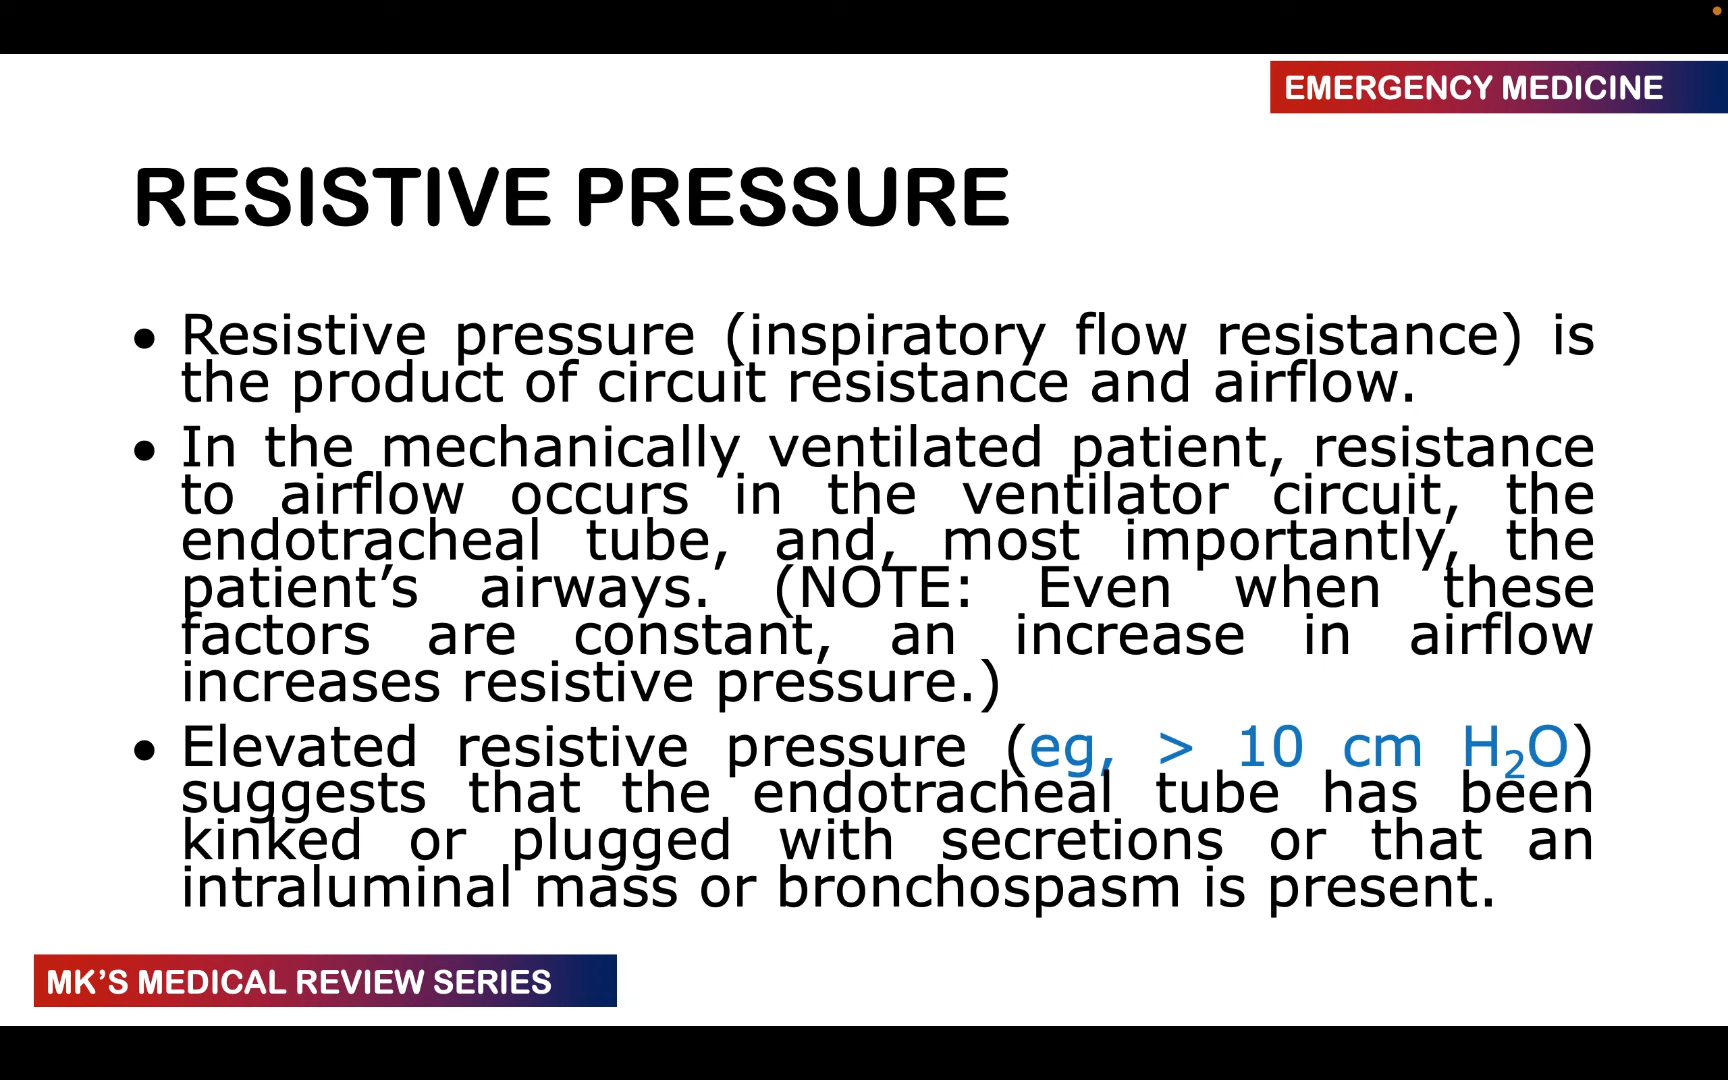 EMERGENCY MEDICINE
RESISTIVE PRESSURE
• Resistive pressure (inspiratory flow resistance) is
the product of circuit resistance and airflow.
• In the mechanically ventilated patient, resistance
to airflow occurs in the ventilator circuit, the
endotracheal tube, and, most importantly, the
patient’s airways. (NOTE: Even when these
factors are constant, an increase in airflow
increases resistive pressure.)
• Elevated resistive pressure (eg, > 10 cm H₂O)
suggests that the endotracheal tube has been
kinked or plugged with secretions or that an
intraluminal mass or bronchospasm is present.
MK’S MEDICAL REVIEW SERIES